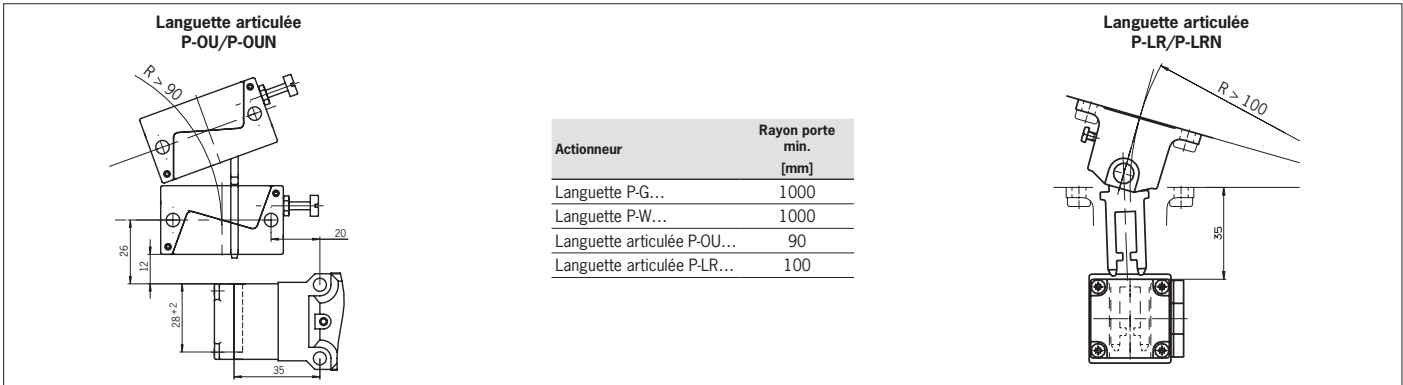 Languette articulée
P-OU/P-OUN
R > 90
26
12
20
28+2
35
Actionneur
Rayon porte
min.
[mm]
Languette P-G… 1000
Languette P-W… 1000
Languette articulée P-OU… 90
Languette articulée P-LR… 100
Languette articulée
P-LR/P-LRN
R > 100
35